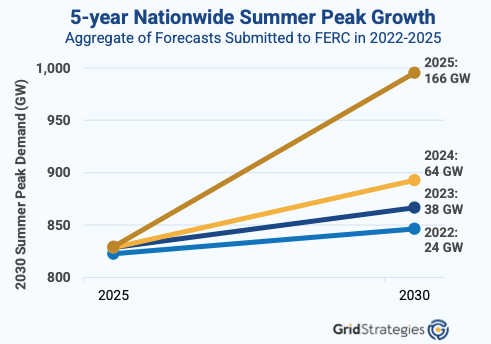 5-year Nationwide Summer Peak Growth
Aggregate of Forecasts Submitted to FERC in 2022-2025
2030 Summer Peak Demand (GW)
1,000
950
900
850
800
2025:
166 GW
2024:
64 GW
2023:
38 GW
2022:
24 GW
2025
2030
GridStrategies